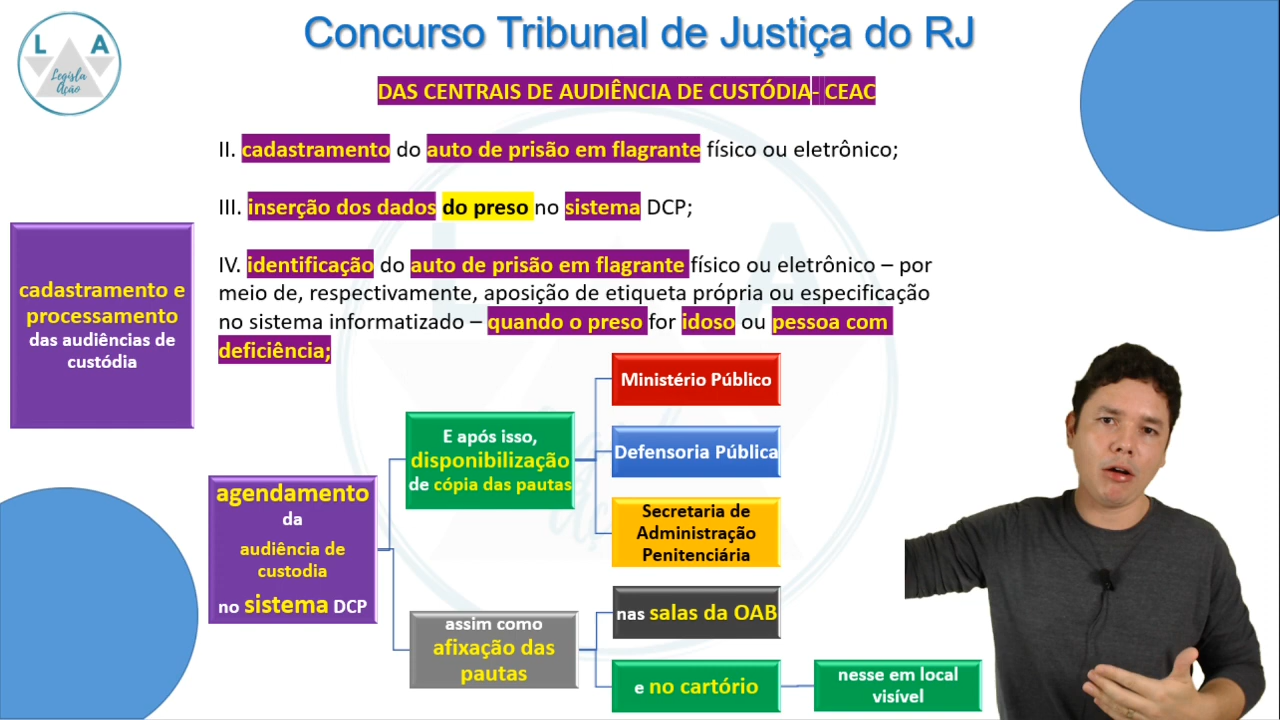 Concurso Tribunal de Justiça do RJ
L A
Legisla
Ação
DAS CENTRAIS DE AUDIÊNCIA DE CUSTÓDIA- CEAC
II. cadastramento do auto de prisão em flagrante físico ou eletrônico;
III. inserção dos dados do preso no sistema DCP;
IV. identificação do auto de prisão em flagrante físico ou eletrônico – por
meio de, respectivamente, aposição de etiqueta própria ou especificação
no sistema informatizado – quando o preso for idoso ou pessoa com
deficiência;
cadastramento e
processamento
das audiências de
custódia
agendamento
da
audiência de
custodia
no sistema DCP
E após isso,
disponibilização
de cópia das pautas
Ministério Público
Defensoria Pública
Secretaria de
Administração
Penitenciária
assim como
afixação das
pautas
nas salas da OAB
e no cartório
nesse em local
visível